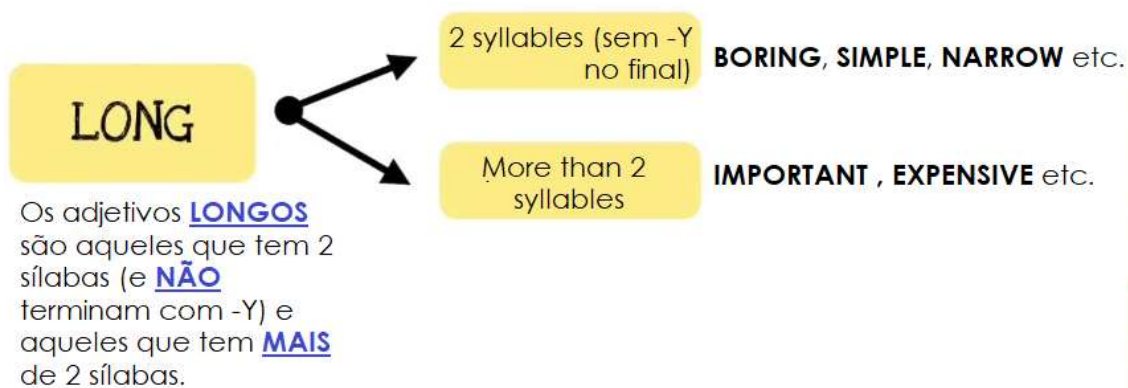 LONG
Os adjetivos LONGOS
são aqueles que tem 2
sílabas (e NÃO
terminam com -Y) e
aqueles que tem MAIS
de 2 sílabas.
2 syllables (sem -Y
no final)
BORING, SIMPLE, NARROW etc.
More than 2
syllables
IMPORTANT , EXPENSIVE etc.